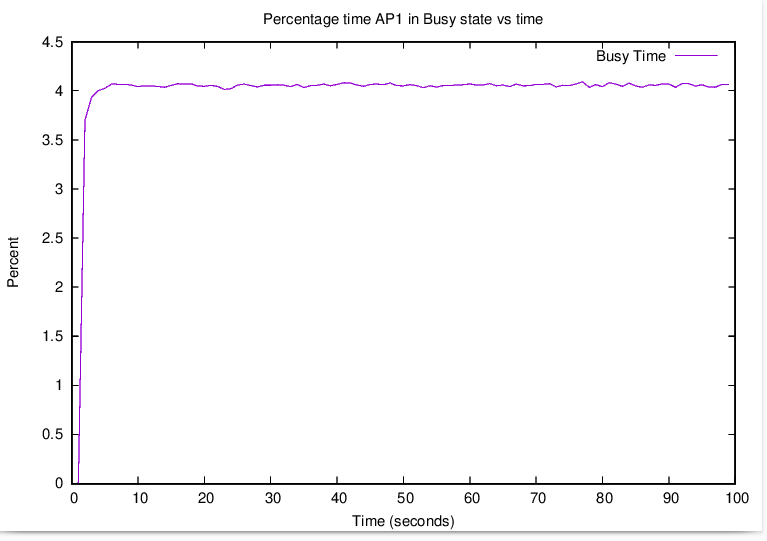 Percentage time AP1 in Busy state vs time
4.5
Busy Time
4
3.5
3
2.5
Percent
2
1.5
1
0.5
0
0 10 20 30 40 50 60 70 80 90 100
Time (seconds)